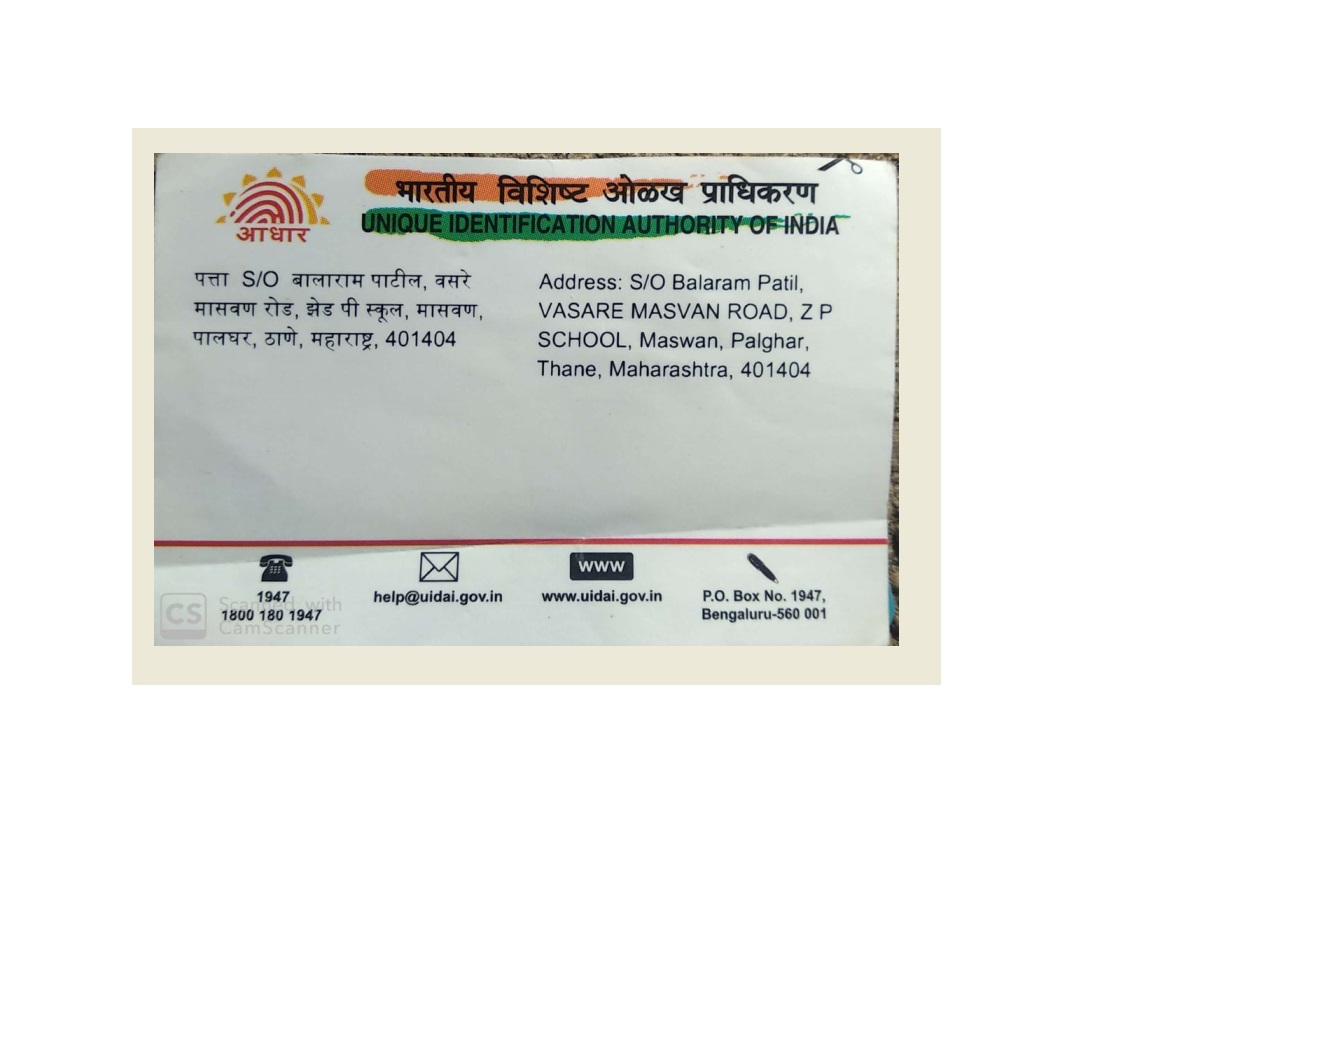 भारतीय विशिष्ट ओळख प्राधिकरण
UNIQUE IDENTIFICATION AUTHORITY OF INDIA
आधार
पत्ता S/O बालाराम पाटील, वसरे
मासवण रोड, झेड पी स्कूल, मासवण,
पालघर, ठाणे, महाराष्ट्र, 401404
Address: S/O Balaram Patil,
VASARE MASVAN ROAD, Z P
SCHOOL, Maswan, Palghar,
Thane, Maharashtra, 401404
1947
1800 180 1947
help@uidai.gov.in
WWW
www.uidai.gov.in
P.O. Box No. 1947,
Bengaluru-560 001
CS
Scanned with
CamScanner